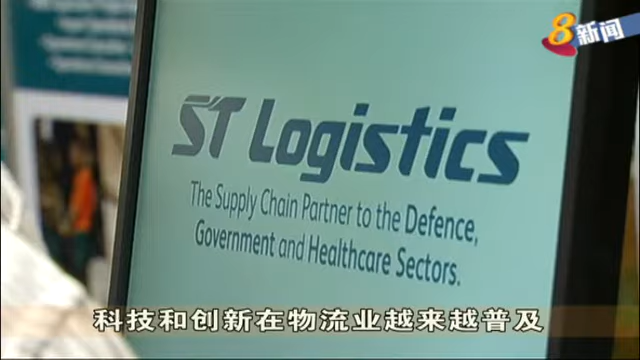 8新闻
ST Logistics
The Supply Chain Partner to the Defence,
Government and Healthcare Sectors.
科技和创新在物流业越来越普及